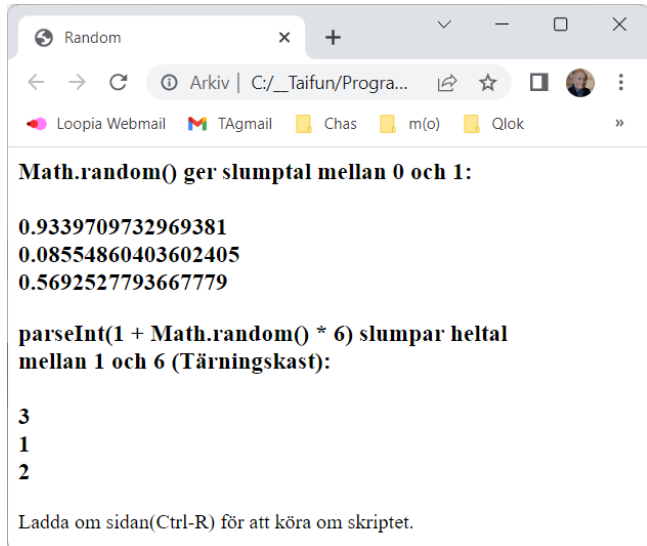 Random
Arkiv | C:/__Taifun/Progra...
Loopia Webmail TAgmail Chas m(o) Qlok »
Math.random() ger slumptal mellan 0 och 1:
0.9339709732969381
0.08554860403602405
0.5692527793667779
parseInt(1 + Math.random() * 6) slumpar heltal
mellan 1 och 6 (Tärningskast):
3
1
2
Ladda om sidan(Ctrl-R) för att köra om skriptet.